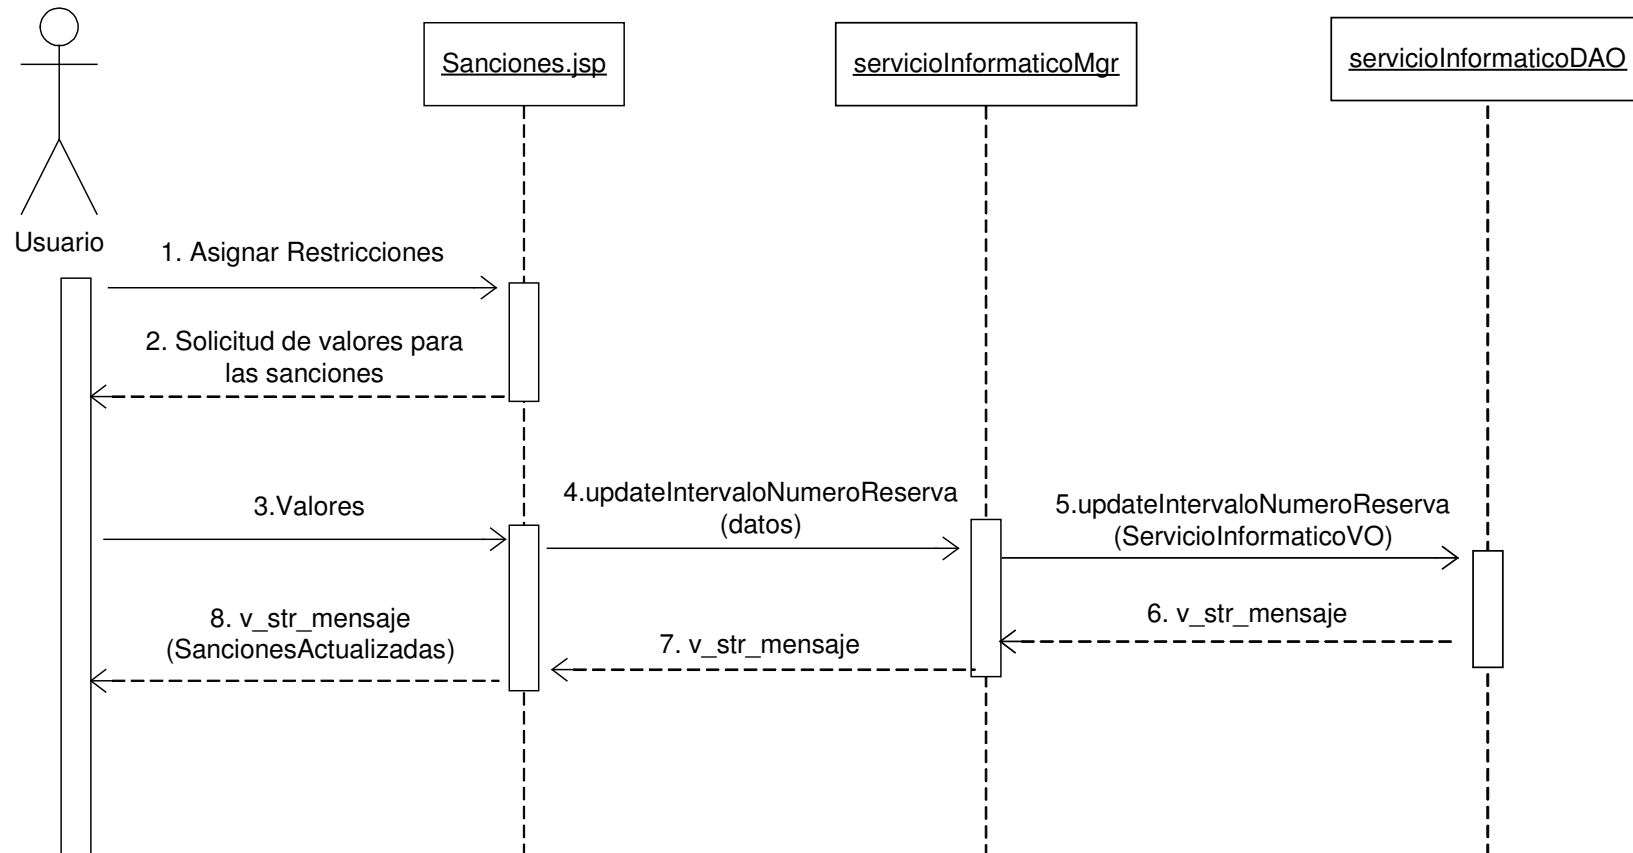 Sanciones.jsp
servicioInformaticoMgr
servicioInformaticoDAO
Usuario
1. Asignar Restricciones
2. Solicitud de valores para
las sanciones
3.Valores
4.updateIntervaloNumeroReserva
(datos)
5.updateIntervaloNumeroReserva
(ServicioInformaticoVO)
6. v_str_mensaje
7. v_str_mensaje
8. v_str_mensaje
(SancionesActualizadas)